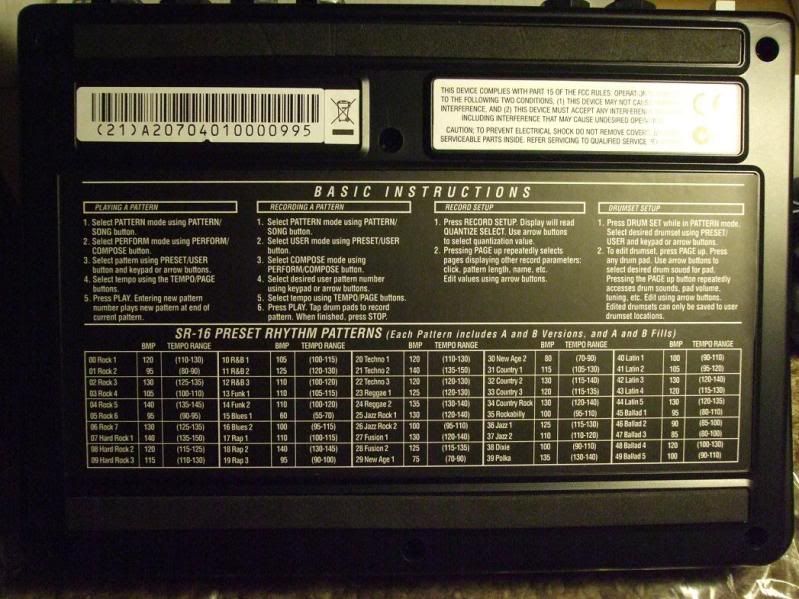 (21)A20704010000995
THIS DEVICE COMPLIES WITH PART 15 OF THE FCC RULES:
TO THE FOLLOWING TWO CONDITIONS, (1) THIS DEVICE MAY NOT
INTERFERENCE, AND (2) THIS DEVICE MUST ACCEPT ANY
INCLUDING INTERFERENCE THAT MAY CAUSE UNDESIRED
CAUTION: TO PREVENT ELECTRICAL SHOCK DO NOT REMOVE
SERVICEABLE PARTS INSIDE. REFER SERVICING TO QUALIFIED
CE
BASIC INSTRUCTIONS
PLAYING A PATTERN
1. Select PATTERN mode using PATTERN/
SONG button.
2. Select PERFORM mode using PERFORM/
COMPOSE button.
3. Select pattern using PRESET/USER
button and keypad or arrow buttons.
4. Select tempo using the TEMPO/PAGE
buttons.
5. Press PLAY. Entering new pattern
number plays new pattern at end of
current pattern.
RECORDING A PATTERN
1. Select PATTERN mode using PATTERN/
SONG button.
2. Select USER mode using PRESET/USER
button.
3. Select COMPOSE mode using
PERFORM/COMPOSE button.
4. Select desired user pattern number
using keypad or arrow buttons.
5. Select tempo using TEMPO/PAGE buttons.
6. Press PLAY. Tap drum pads to record
pattern. When finished, press STOP.
RECORD SETUP
1. Press RECORD SETUP. Display will read
QUANTIZE SELECT. Use arrow buttons
to select quantization value.
2. Pressing PAGE UP repeatedly selects
pages displaying other record parameters:
click, pattern length, name, etc.
Edit values using arrow buttons.
DRUMSET SETUP
1. Press DRUM SET while in PATTERN mode.
Select desired drumset using PRESET/
USER and keypad or arrow buttons.
2. To edit drumset, press PAGE UP. Press
any drum pad. Use arrow buttons to
select desired drum sound for pad.
Pressing the PAGE UP button repeatedly
accesses drum sounds, pad volume,
tuning, etc. Edit using arrow buttons.
Edited drumsets can only be saved to user
drumset locations.
SR-16 PRESET RHYTHM PATTERNS (Each Pattern includes A and B Versions, and A and B Fills)
BMP TEMPO RANGE BMP TEMPO RANGE BMP TEMPO RANGE BMP TEMPO RANGE BMP TEMPO RANGE
00 Rock 1 120 (110-130) 10 R&B 1 105 (100-115) 20 Techno 1 120 (110-130) 30 New Age 2 80 (70-90) 40 Latin 1 100 (90-110)
01 Rock 2 95 (80-90) 11 R&B 2 125 (120-130) 21 Techno 2 140 (135-150) 31 Country 1 115 (105-130) 41 Latin 2 105 (95-120)
02 Rock 3 130 (125-135) 12 R&B 3 110 (100-120) 22 Techno 3 120 (120-130) 32 Country 2 130 (115-140) 42 Latin 3 130 (120-140)
03 Rock 4 105 (100-110) 13 Funk 1 110 (105-115) 23 Reggae 1 125 (115-135) 33 Country 3 120 (115-135) 43 Latin 4 120 (115-130)
04 Rock 5 140 (135-145) 14 Funk 2 110 (100-120) 24 Reggae 2 135 (130-140) 34 Country Rock 130 (120-140) 44 Latin 5 130 (120-135)
05 Rock 6 95 (90-95) 15 Blues 1 60 (55-70) 25 Jazz Rock 1 130 (120-140) 35 Rockabilly 100 (95-110) 45 Ballad 1 95 (80-110)
06 Rock 7 130 (125-135) 16 Blues 2 100 (95-115) 26 Jazz Rock 2 100 (95-110) 36 Jazz 1 125 (115-130) 46 Ballad 2 90 (85-100)
07 Hard Rock 1 140 (135-150) 17 Rap 1 110 (100-115) 27 Fusion 1 130 (120-140) 37 Jazz 2 110 (110-120) 47 Ballad 3 85 (80-100)
08 Hard Rock 2 120 (115-125) 18 Rap 2 140 (130-145) 28 Fusion 2 125 (115-135) 38 Dixie 100 (90-110) 48 Ballad 4 120 (100-130)
09 Hard Rock 3 115 (110-130) 19 Rap 3 95 (90-100) 29 New Age 1 75 (70-90) 39 Polka 135 (130-140) 49 Ballad 5 100 (90-110)